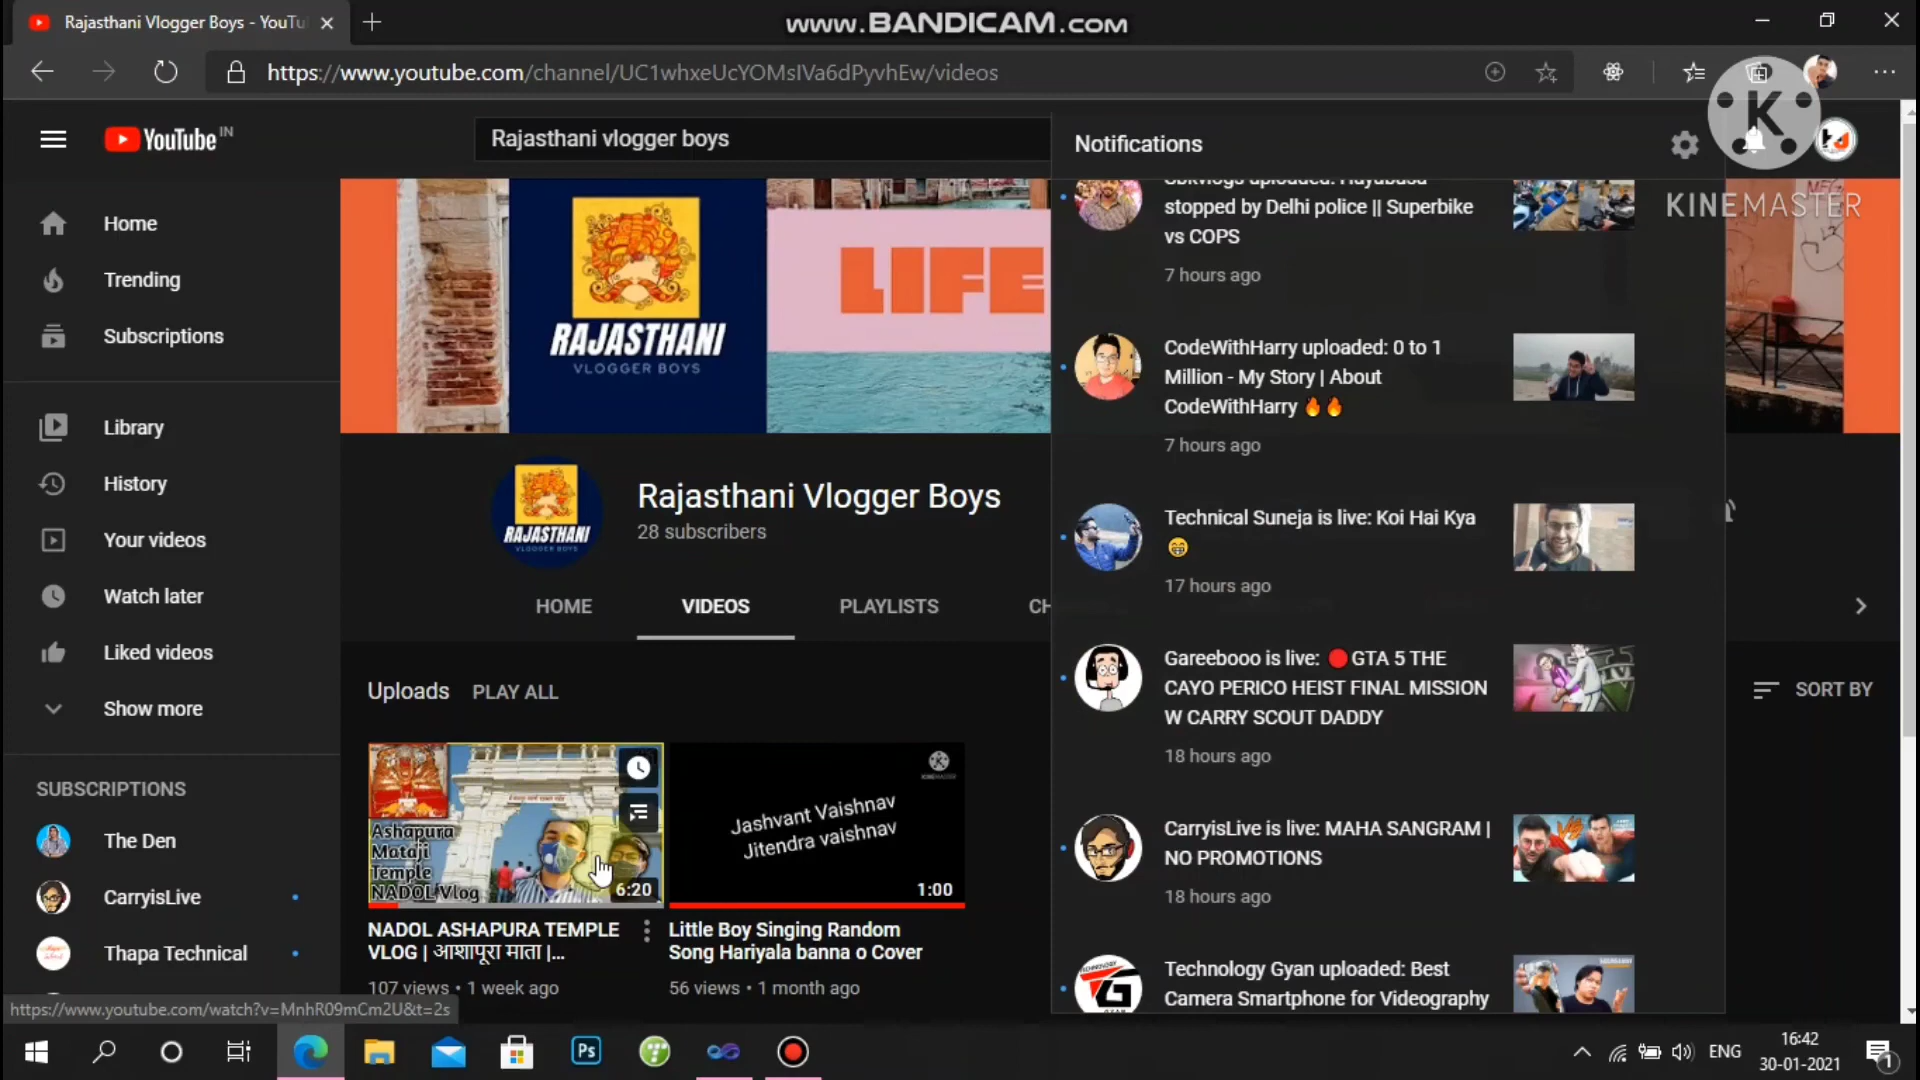 Rajasthani Vlogger Boys - YouTu
www.BANDICAM.com
https://www.youtube.com/channel/UC1whxeUcYOMsIVa6dPyvhEw/videos
YouTube IN
Rajasthani vlogger boys
Notifications
K
KINEMASTER
Home
Trending
Subscriptions
Library
History
Your videos
Watch later
Liked videos
Show more
SUBSCRIPTIONS
The Den
CarryisLive
Thapa Technical
RAJASTHANI
VLOGGER BOYS
LIFE
RAJASTHANI
VLOGGER BOYS
Rajasthani Vlogger Boys
28 subscribers
HOME
VIDEOS
PLAYLISTS
CH
Uploads
PLAY ALL
SORT BY
Ashapura
Mataji
Temple
NADOL Vlog
6:20
NADOL ASHAPURA TEMPLE
VLOG | आशापूरा माता |...
107 views • 1 week ago
KINEMASTER
Jashvant Vaishnav
Jitendra vaishnav
1:00
Little Boy Singing Random
Song Hariyala banna o Cover
56 views • 1 month ago
stopped by Delhi police || Superbike
vs COPS
7 hours ago
CodeWithHarry uploaded: 0 to 1
Million - My Story | About
CodeWithHarry 🔥🔥
7 hours ago
Technical Suneja is live: Koi Hai Kya
😁
17 hours ago
Gareebooo is live: 🔴GTA 5 THE
CAYO PERICO HEIST FINAL MISSION
W CARRY SCOUT DADDY
18 hours ago
CarryisLive is live: MAHA SANGRAM |
NO PROMOTIONS
18 hours ago
VS
Technology Gyan uploaded: Best
Camera Smartphone for Videography
https://www.youtube.com/watch?v=MnhR09mCm2U&t=2s
Ps
ENG
16:42
30-01-2021
1